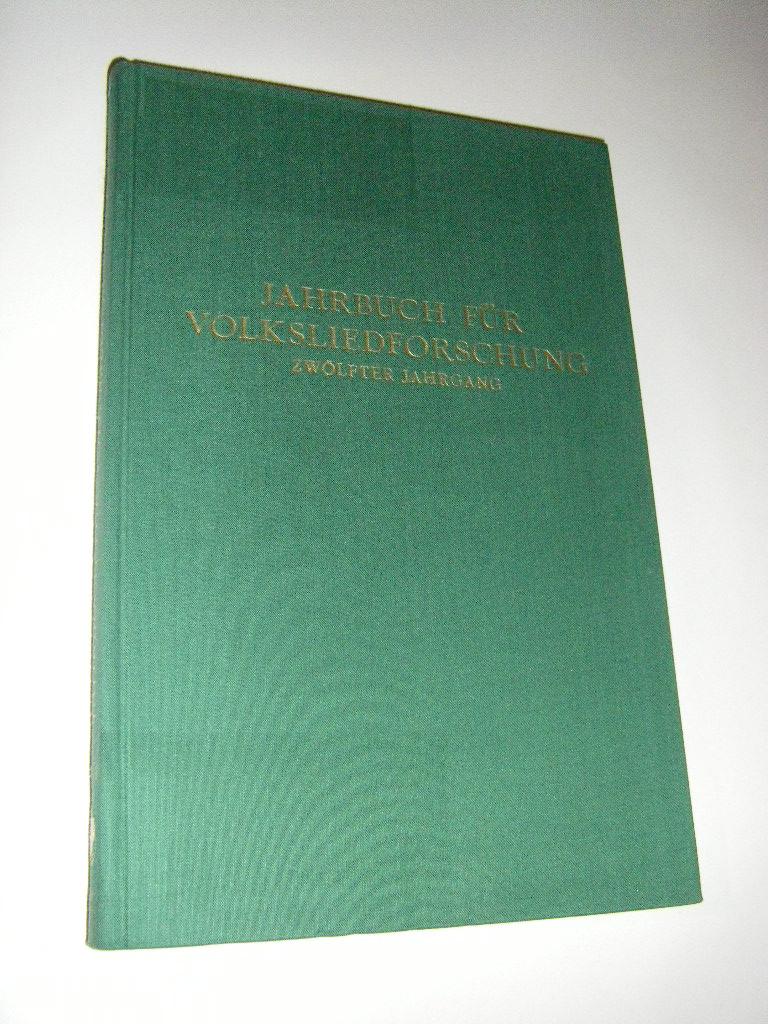 JAHRBUCH FÜR
VOLKSLIEDFORSCHUNG
ZWÖLFTER JAHRGANG